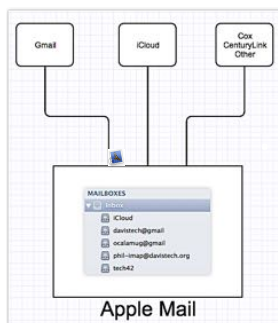 Gmail
iCloud
Cox
CenturyLink
Other
MAILBOXES
Inbox
iCloud
davistech@gmail
ocalamug@gmail
phil-imap@davistech.org
tech42
Apple Mail